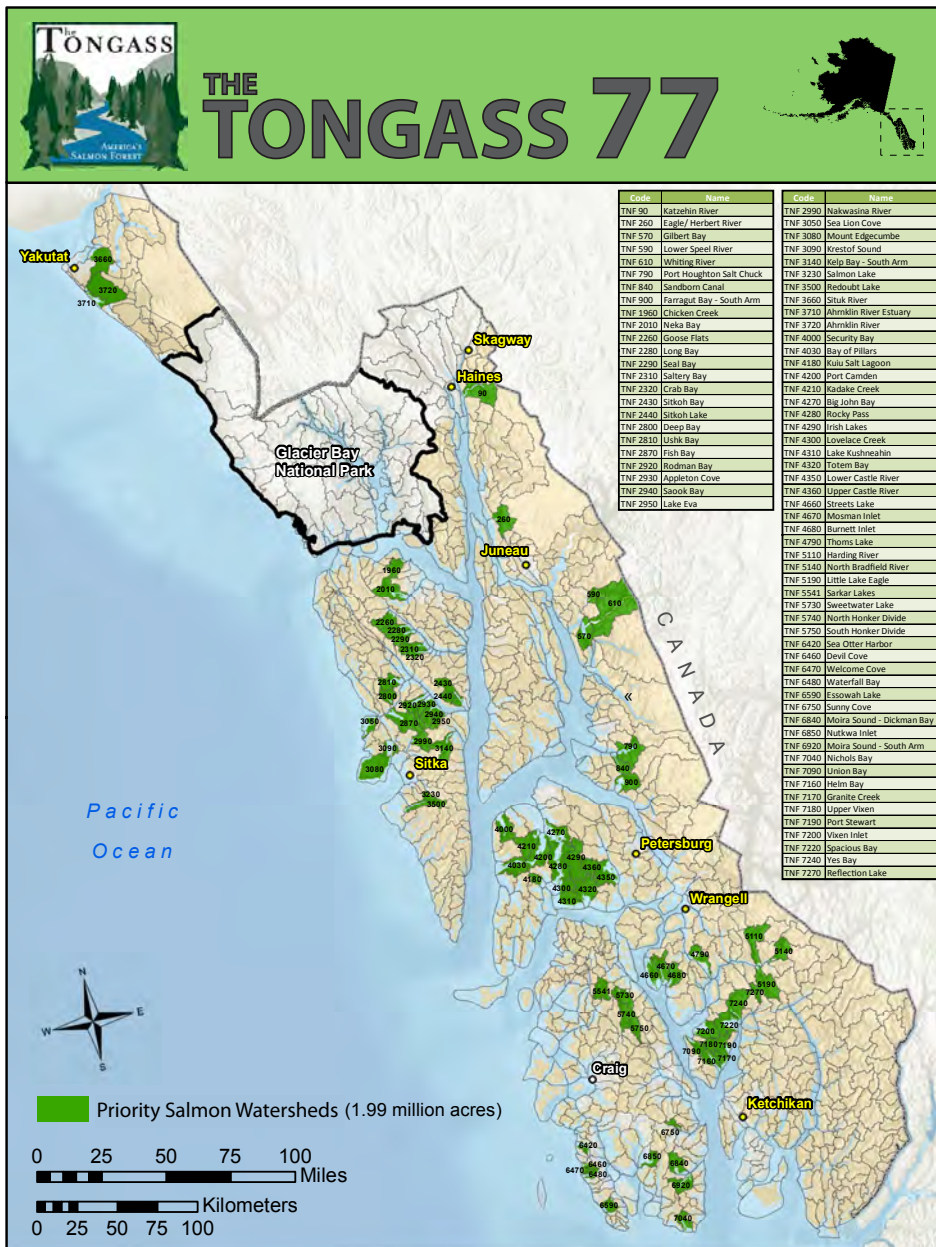 The
TONGASS
AMERICA'S
SALMON FOREST
THE
TONGASS 77
Code Name
TNF 90 Katzehin River
TNF 260 Eagle/ Herbert River
TNF 570 Gilbert Bay
TNF 590 Lower Speel River
TNF 610 Whiting River
TNF 790 Port Houghton Salt Chuck
TNF 840 Sandborn Canal
TNF 900 Farragut Bay - South Arm
TNF 1960 Chicken Creek
TNF 2010 Neka Bay
TNF 2260 Goose Flats
TNF 2280 Long Bay
TNF 2290 Seal Bay
TNF 2310 Saltery Bay
TNF 2320 Crab Bay
TNF 2430 Sitkoh Bay
TNF 2440 Sitkoh Lake
TNF 2800 Deep Bay
TNF 2810 Ushk Bay
TNF 2870 Fish Bay
TNF 2920 Rodman Bay
TNF 2930 Appleton Cove
TNF 2940 Saook Bay
TNF 2950 Lake Eva
Code Name
TNF 2990 Nakwasina River
TNF 3050 Sea Lion Cove
TNF 3080 Mount Edgecumbe
TNF 3090 Krestof Sound
TNF 3140 Kelp Bay - South Arm
TNF 3230 Salmon Lake
TNF 3500 Redoubt Lake
TNF 3660 Situk River
TNF 3710 Ahrnklin River Estuary
TNF 3720 Ahrnklin River
TNF 4000 Security Bay
TNF 4030 Bay of Pillars
TNF 4180 Kuiu Salt Lagoon
TNF 4200 Port Camden
TNF 4210 Kadake Creek
TNF 4270 Big John Bay
TNF 4280 Rocky Pass
TNF 4290 Irish Lakes
TNF 4300 Lovelace Creek
TNF 4310 Lake Kushneahin
TNF 4320 Totem Bay
TNF 4350 Lower Castle River
TNF 4360 Upper Castle River
TNF 4660 Streets Lake
TNF 4670 Mosman Inlet
TNF 4680 Burnett Inlet
TNF 4790 Thoms Lake
TNF 5110 Harding River
TNF 5140 North Bradfield River
TNF 5190 Little Lake Eagle
TNF 5541 Sarkar Lakes
TNF 5730 Sweetwater Lake
TNF 5740 North Honker Divide
TNF 5750 South Honker Divide
TNF 6420 Sea Otter Harbor
TNF 6460 Devil Cove
TNF 6470 Welcome Cove
TNF 6480 Waterfall Bay
TNF 6590 Essowah Lake
TNF 6750 Sunny Cove
TNF 6840 Moira Sound - Dickman Bay
TNF 6850 Nutkwa Inlet
TNF 6920 Moira Sound - South Arm
TNF 7040 Nichols Bay
TNF 7090 Union Bay
TNF 7160 Helm Bay
TNF 7170 Granite Creek
TNF 7180 Upper Vixen
TNF 7190 Port Stewart
TNF 7200 Vixen Inlet
TNF 7220 Spacious Bay
TNF 7240 Yes Bay
TNF 7270 Reflection Lake
Yakutat
3660
3720
3710
Skagway
Haines
90
Glacier Bay
National Park
260
Juneau
1960
2010
590
610
570
CANADA
«
2260
2280
2290
2310
2320
2810
2800
2430
2440
2920 2930
2940
2870 2950
3050
2990
3090
3140
3080
Sitka
3230
3500
790
840
900
Pacific
Ocean
4000
4270
4210
4200 4290
4030 4280 4360
4180 4350
4300 4320
4310
Petersburg
Wrangell
5110
5140
4790
4670
4660 4680
5190
7270
7240
5541 5730
5740
5750
7220
7200
7180 7190
7090
7160 7170
Craig
Ketchikan
6750
6420
6850 6840
6460
6470 6480
6920
6590
7040
N
W E
S
Priority Salmon Watersheds (1.99 million acres)
0 25 50 75 100
Miles
Kilometers
0 25 50 75 100